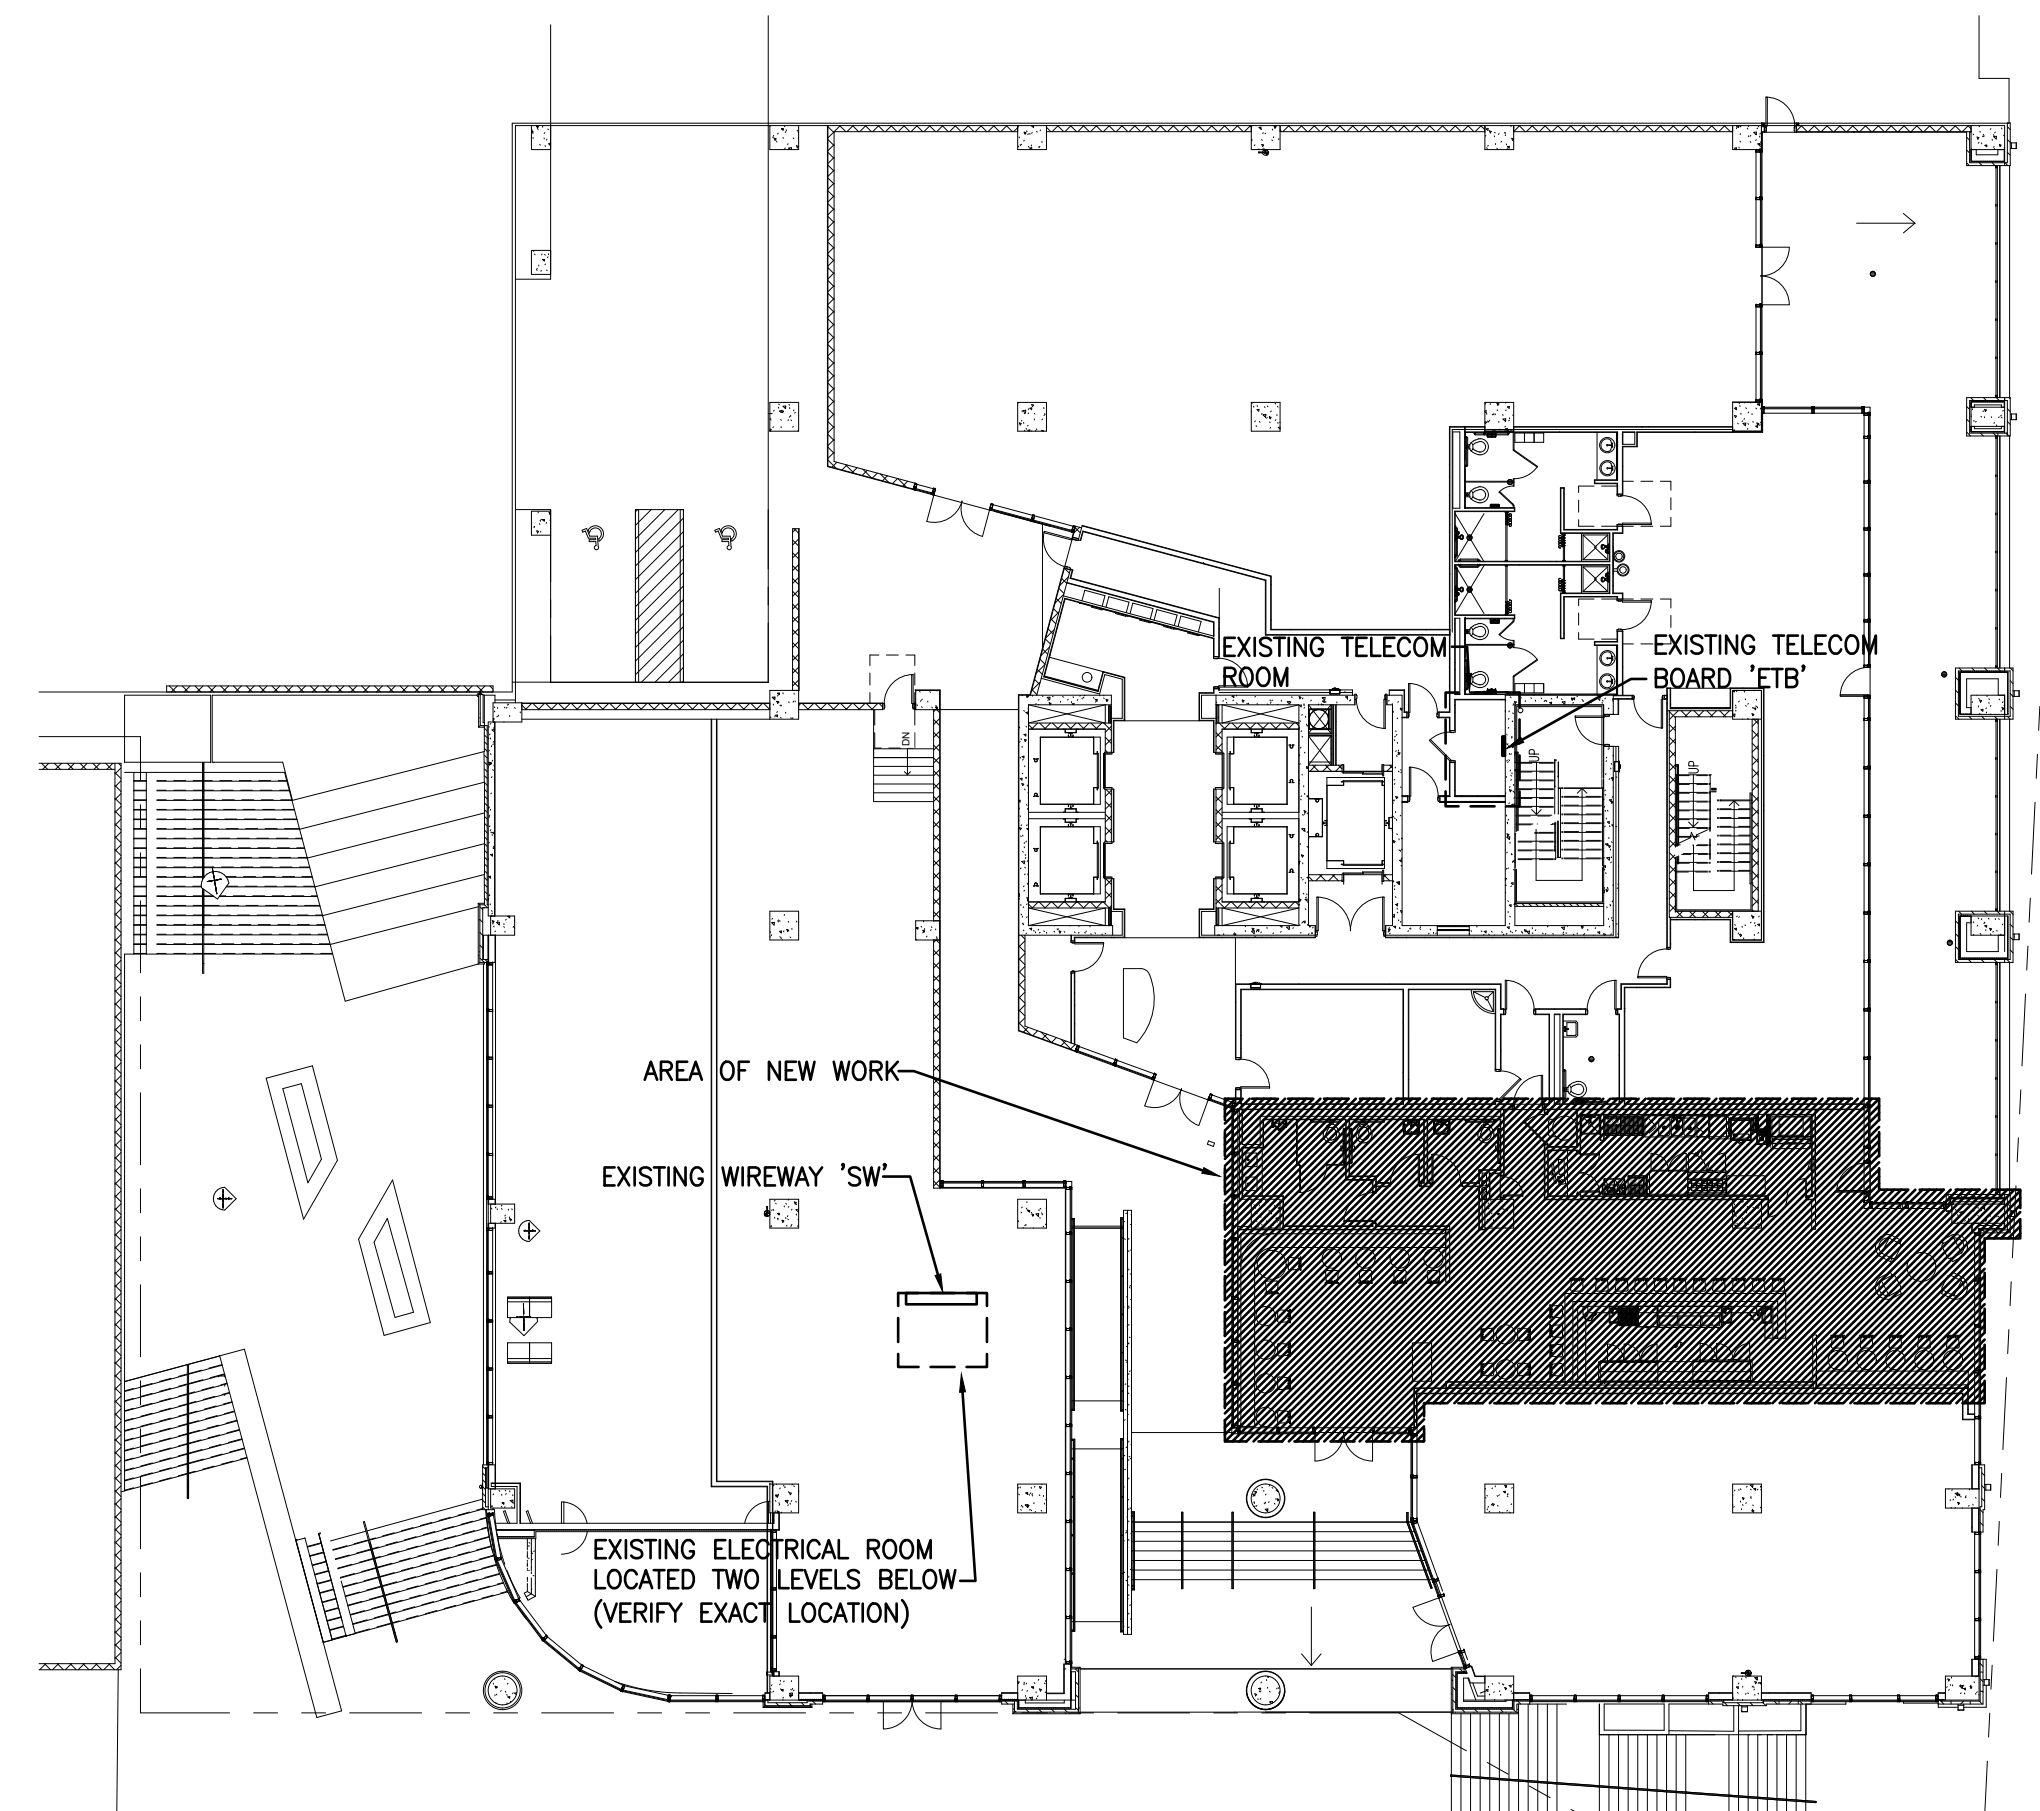 EXISTING TELECOM
ROOM
EXISTING TELECOM
BOARD 'ETB'
DN
UP
UP
AREA OF NEW WORK
EXISTING WIREWAY 'SW'
EXISTING ELECTRICAL ROOM
LOCATED TWO LEVELS BELOW
(VERIFY EXACT LOCATION)